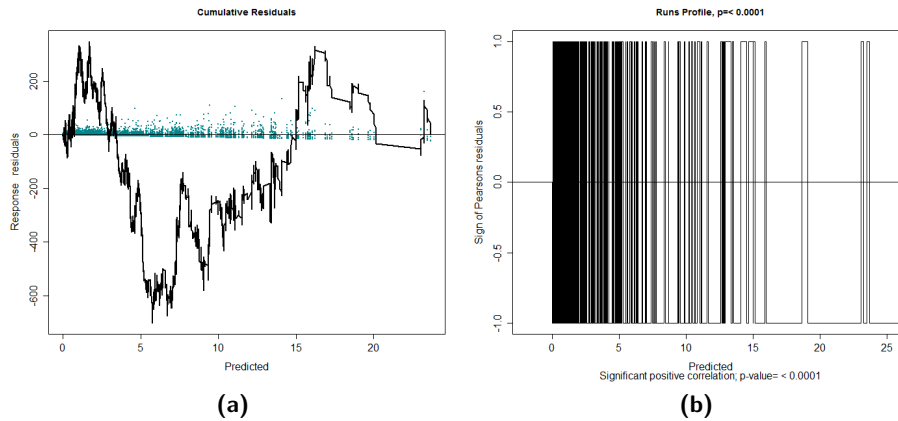 Cumulative Residuals
Response residuals
200
0
-200
-400
-600
0 5 10 15 20
Predicted
(a)
Runs Profile, p=< 0.0001
Sign of Pearsons residuals
1.0
0.5
0.0
-0.5
-1.0
0 5 10 15 20 25
Predicted
Significant positive correlation; p-value= < 0.0001
(b)